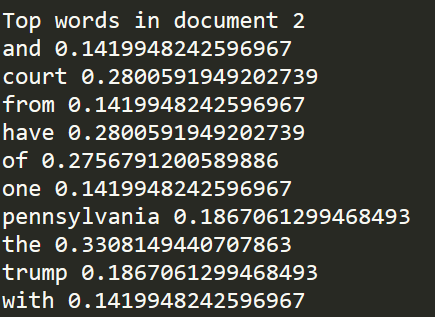 Top words in document 2
and 0.1419948242596967
court 0.2800591949202739
from 0.1419948242596967
have 0.2800591949202739
of 0.2756791200589886
one 0.1419948242596967
pennsylvania 0.1867061299468493
the 0.3308149440707863
trump 0.1867061299468493
with 0.1419948242596967